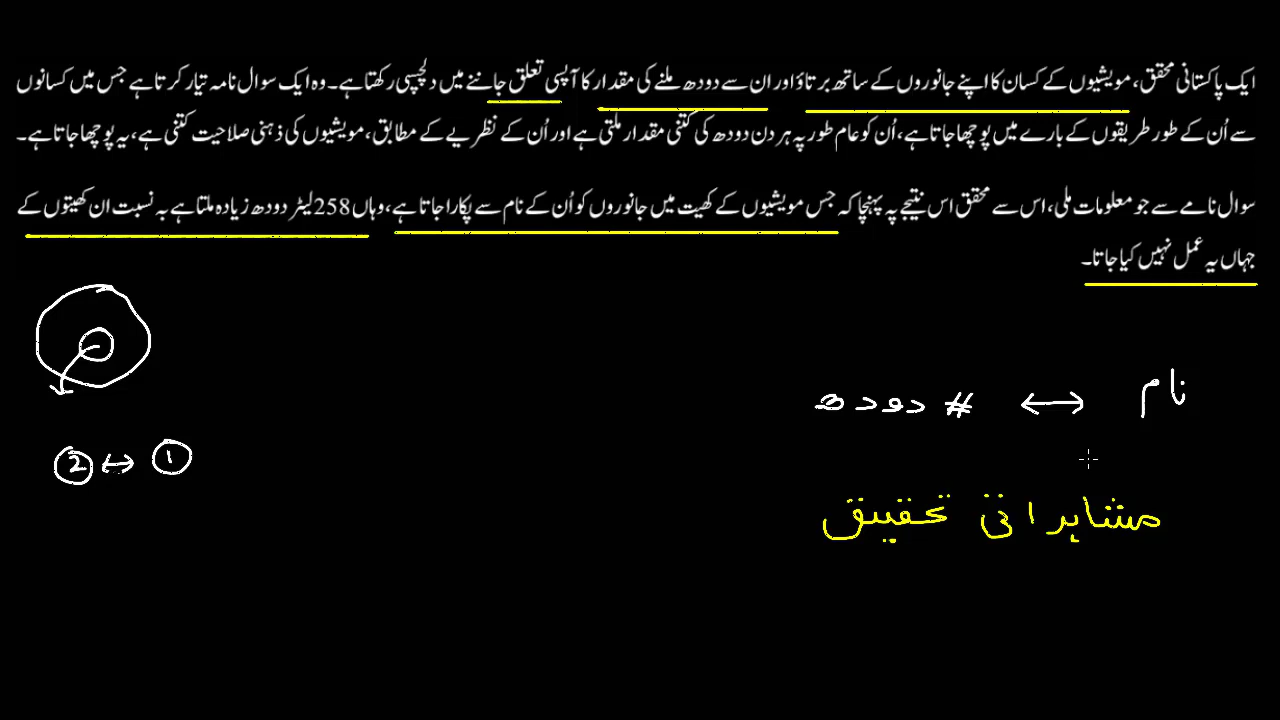 ایک پاکستانی محقق، مویشیوں کے کسان کا اپنے جانوروں کے ساتھ برتاؤ اور ان سے دودھ ملنے کی مقدار کا آپسی تعلق جاننے میں دلچسپی رکھتا ہے۔ وہ ایک سوال نامہ تیار کرتا ہے جس میں کسانوں
سے اُن کے طور طریقوں کے بارے میں پوچھا جاتا ہے، اُن کو عام طور پہ ہر دن دودھ کی کتنی مقدار ملتی ہے اور اُن کے نظریے کے مطابق، مویشیوں کی ذہنی صلاحیت کتنی ہے، یہ پوچھا جاتا ہے۔
سوال نامے سے جو معلومات ملی، اس سے محقق اس نتیجے پہ پہنچا کہ جس مویشیوں کے کھیت میں جانوروں کو اُن کے نام سے پکارا جاتا ہے، وہاں 258 لیٹر دودھ زیادہ ملتا ہے بہ نسبت ان کھیتوں کے
جہاں یہ عمل نہیں کیا جاتا۔
نام ↔ # دودھ
1 ↔ 2
مشاہراتی تحقیق